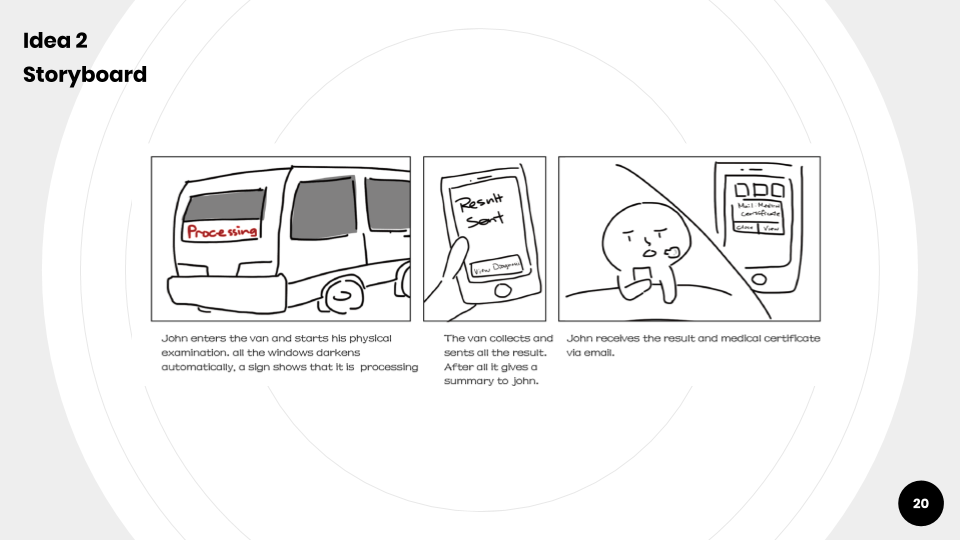 Idea 2
Storyboard
Processing
Result
Sent
View
Mail Medical
Certificate
Close View
John enters the van and starts his physical
examination. all the windows darkens
automatically, a sign shows that it is processing
The van collects and
sents all the result.
After all it gives a
summary to john.
John receives the result and medical certificate
via email.
20